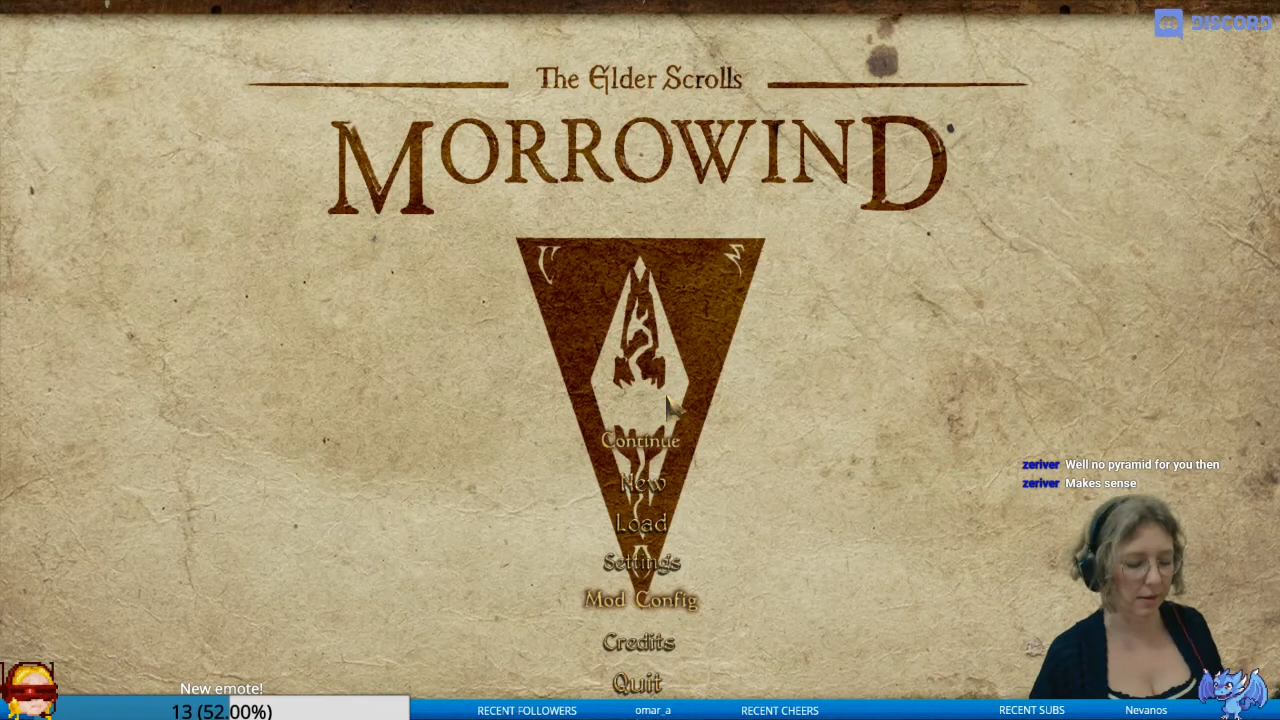 DISCORD
The Elder Scrolls
MORROWIND
Continue
New
Load
Settings
Mod Config
Credits
Quit
zeriver Well no pyramid for you then
zeriver Makes sense
New emote!
13 (52.00%)
RECENT FOLLOWERS omar_a RECENT CHEERS RECENT SUBS Nevanos